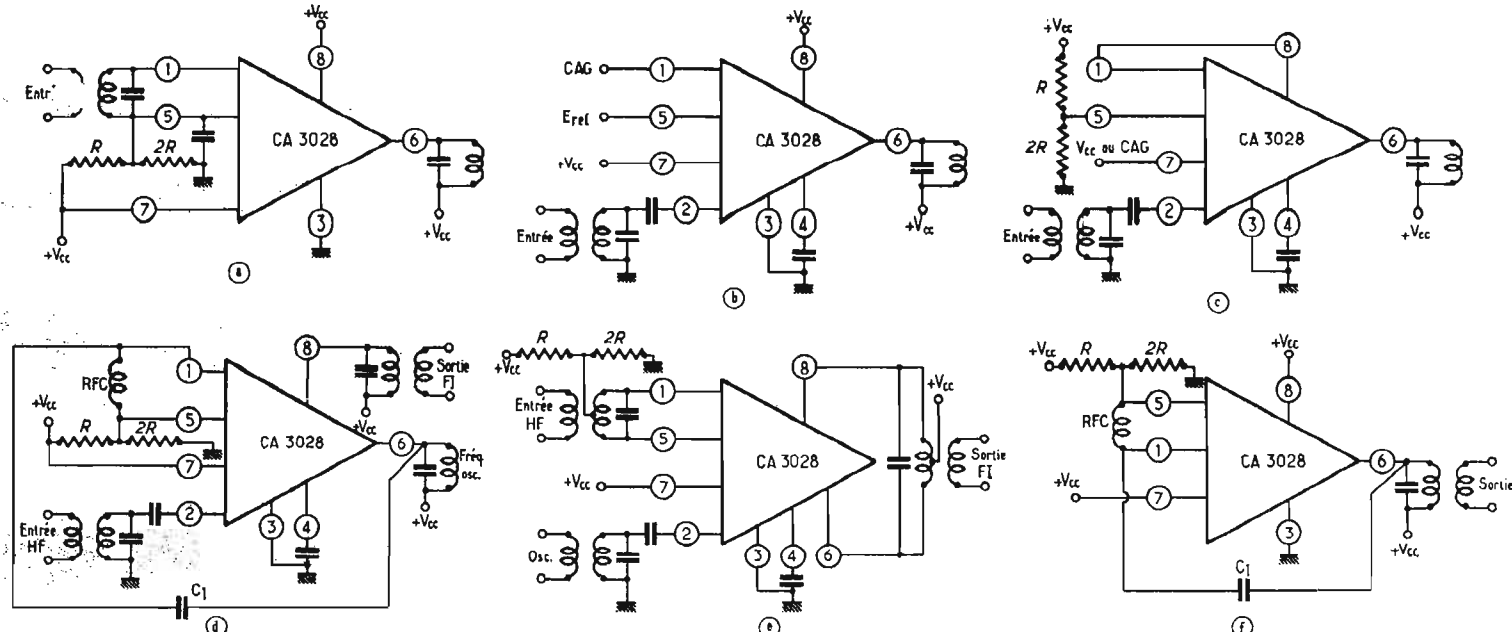 +Vcc
8
1
Entr
5
CA 3028
6
R
2R
7
3
+Vcc
+Vcc
a
+Vcc
8
CAG
1
Eref
5
CA 3028
6
+Vcc
7
2
3
4
Entrée
+Vcc
b
+Vcc
8
1
R
5
CA 3028
6
2R
Vcc ou CAG
7
2
3
4
Entrée
+Vcc
c
8
1
RFC
Sortie
FI
+Vcc
5
+Vcc
R
2R
CA 3028
6
7
Fréq.
osc.
2
3
4
+Vcc
Entrée
HF
C1
d
R
2R
+Vcc
8
1
+Vcc
Entrée
HF
5
CA 3028
Sortie
FI
+Vcc
7
Osc.
2
3
4
6
e
+Vcc
R
2R
+Vcc
8
5
RFC
1
CA 3028
6
Sortie
+Vcc
7
3
+Vcc
C1
f